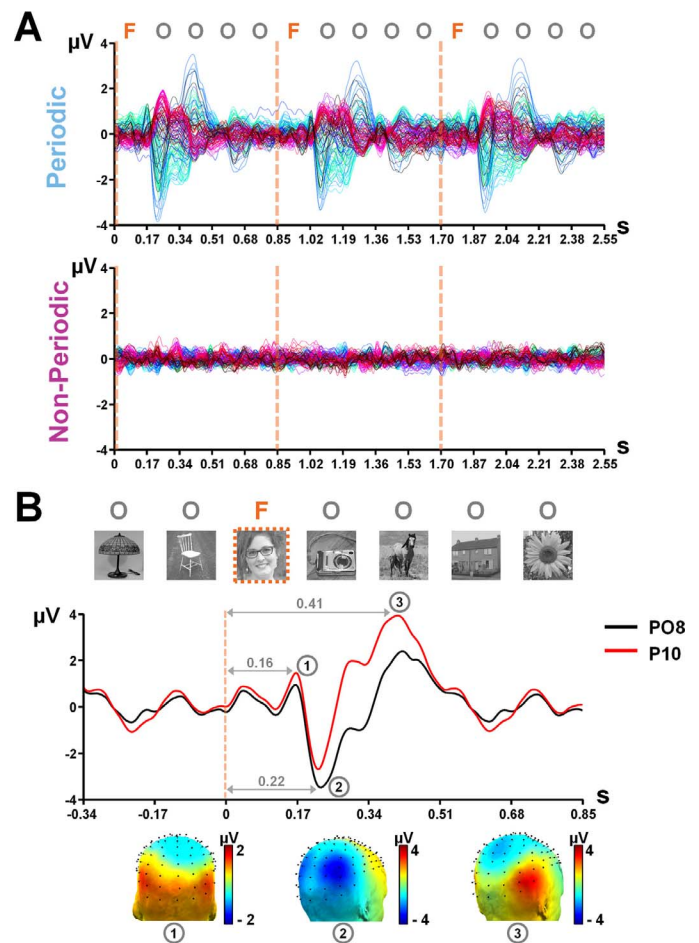 A
F O O O O F O O O O F O O O O
µV
4
2
0
-2
-4
Periodic
0 0.17 0.34 0.51 0.68 0.85 1.02 1.19 1.36 1.53 1.70 1.87 2.04 2.21 2.38 2.55 s
µV
4
2
0
-2
-4
Non-Periodic
0 0.17 0.34 0.51 0.68 0.85 1.02 1.19 1.36 1.53 1.70 1.87 2.04 2.21 2.38 2.55 s
B
O O F O O O O
µV
4
2
0
-2
-4
0.41
3
0.16
1
0.22
2
PO8
P10
-0.34 -0.17 0 0.17 0.34 0.51 0.68 0.85 s
µV
2
- 2
1
µV
4
- 4
2
µV
4
- 4
3